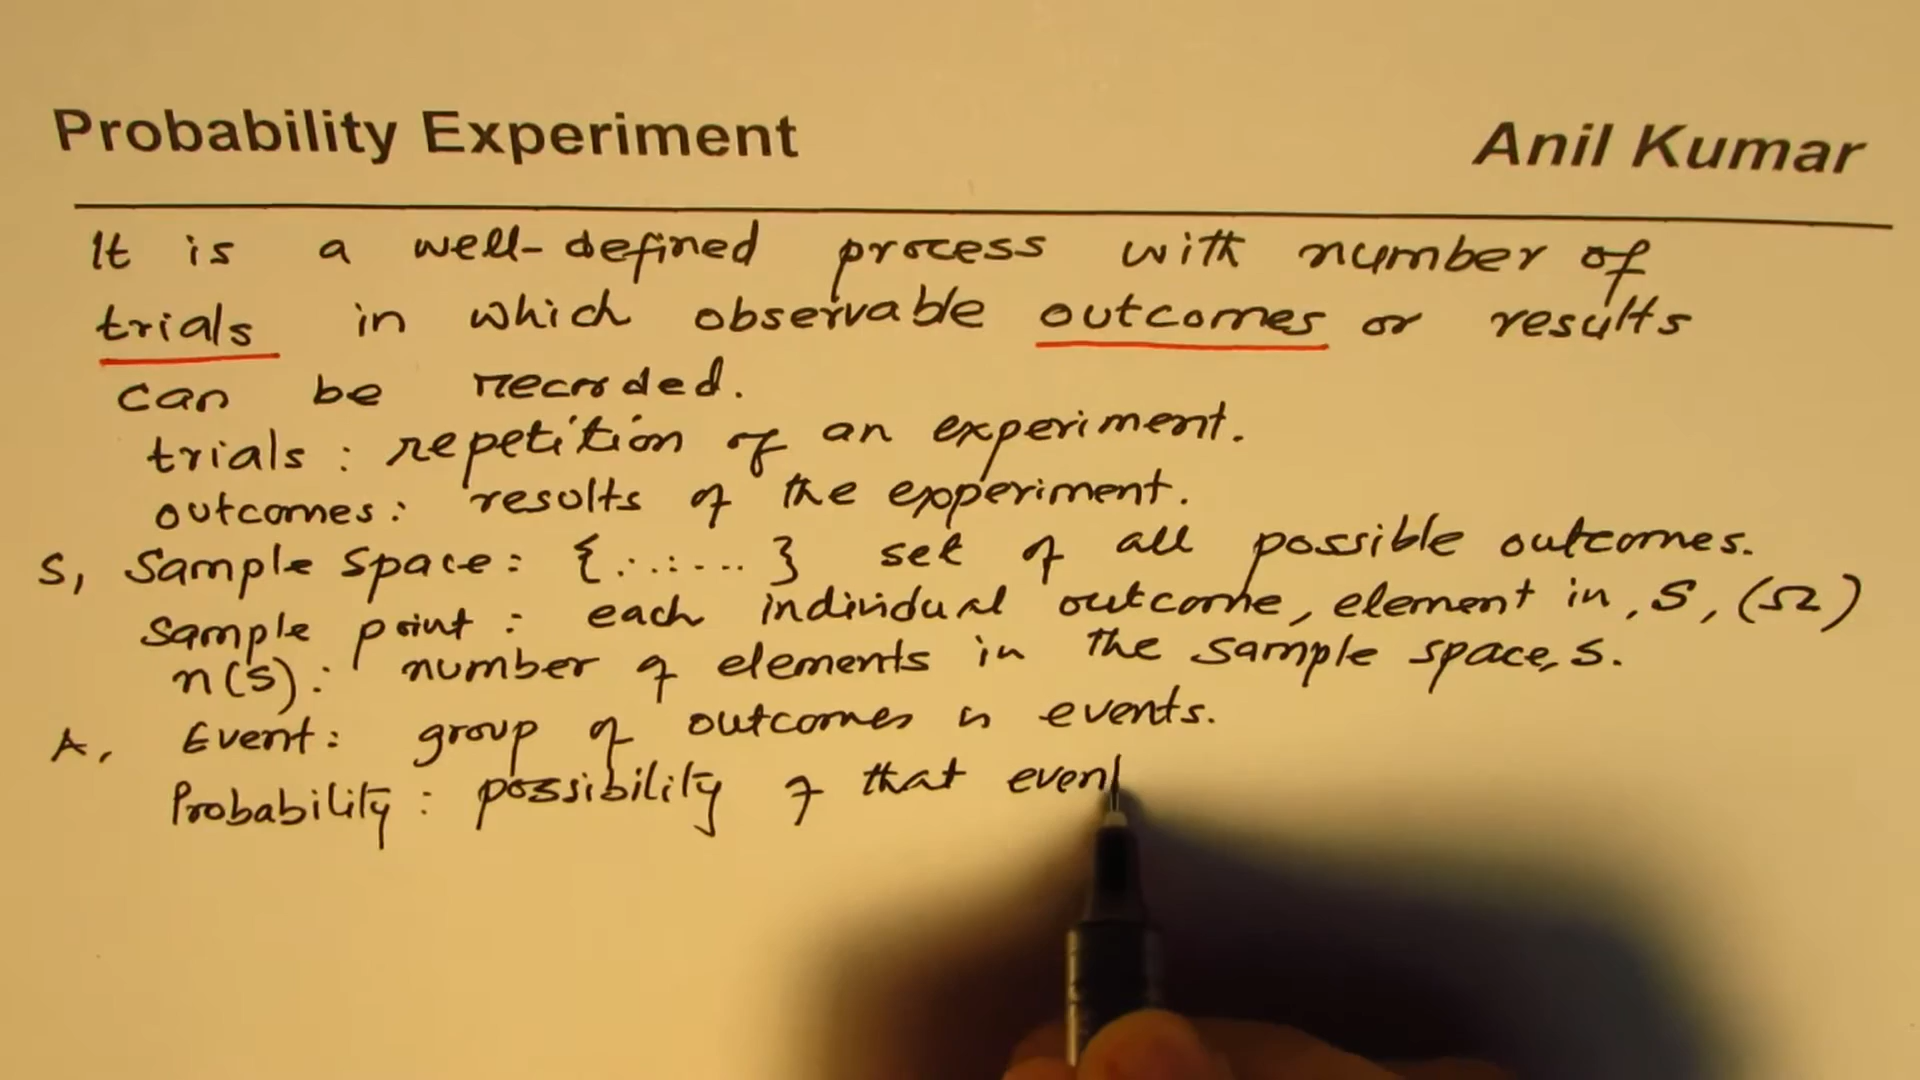 Probability Experiment Anil Kumar
It is a well-defined process with number of
trials in which observable outcomes or results
can be recorded.
trials : repetition of an experiment.
outcomes : results of the experiment.
S, Sample Space : {.......} set of all possible outcomes.
Sample point : each individual outcome, element in, S, (Ω)
n(S) : number of elements in the sample space, S.
A, Event : group of outcomes is events.
Probability : possibility of that event